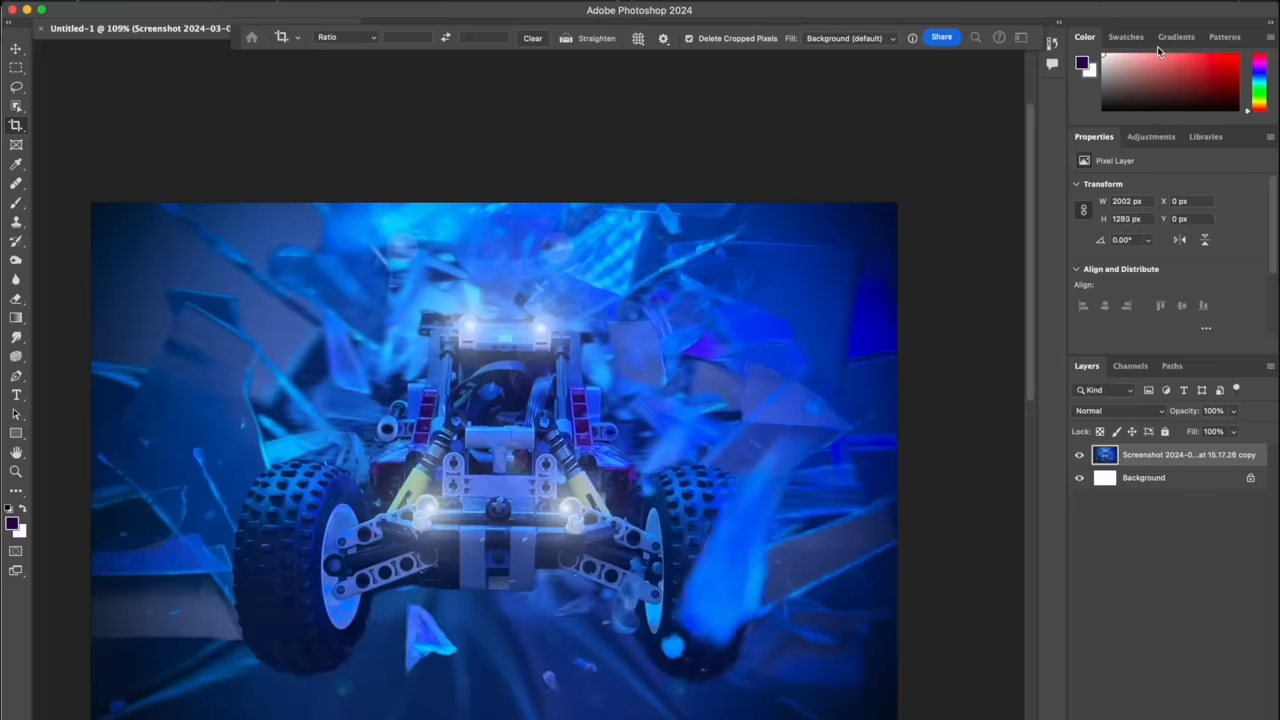 Adobe Photoshop 2024
Untitled-1 @ 109% (Screenshot 2024-03-0
Ratio
Clear
Straighten
Delete Cropped Pixels
Fill:
Background (default)
Share
Color
Swatches
Gradients
Patterns
Properties
Adjustments
Libraries
Pixel Layer
Transform
W 2002 px X 0 px
H 1293 px Y 0 px
0.00°
Align and Distribute
Align:
Layers
Channels
Paths
Kind
Normal
Opacity: 100%
Lock:
Fill: 100%
Screenshot 2024-0...at 15.17.26 copy
Background